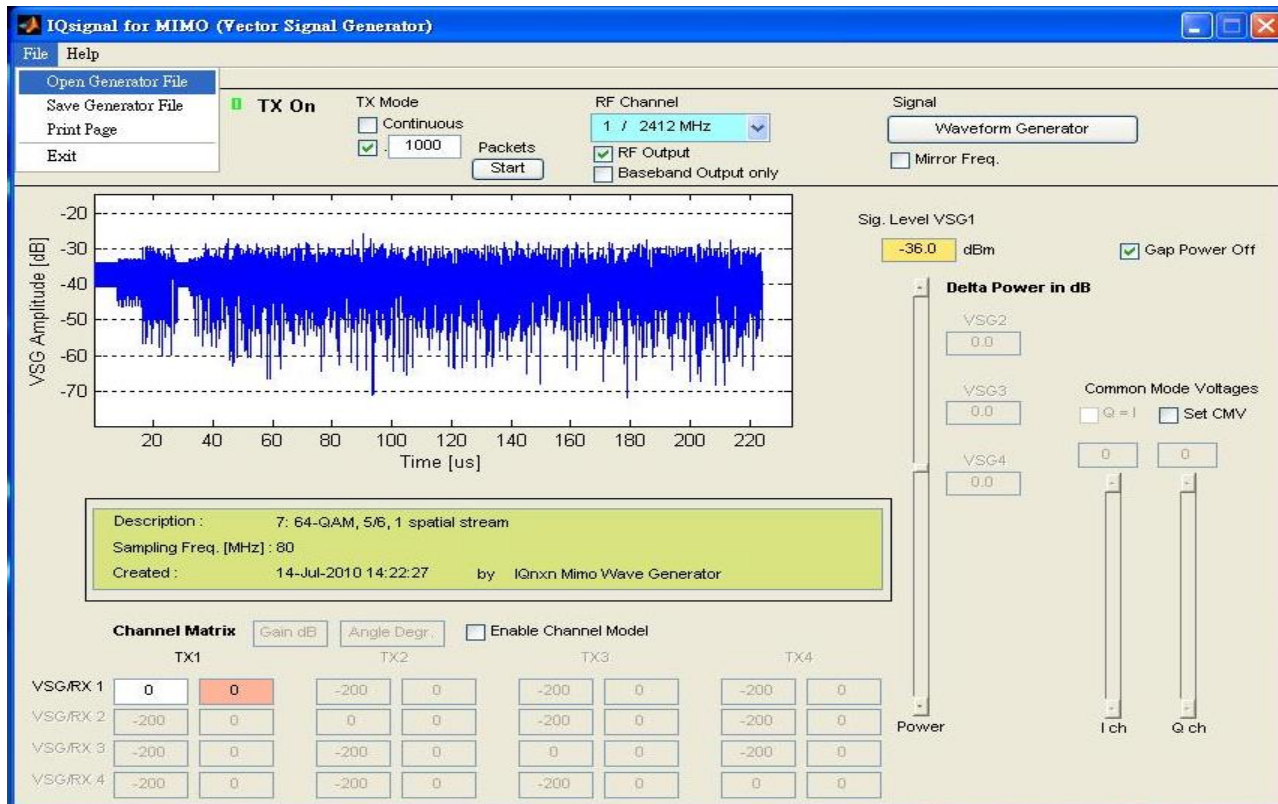 IQsignal for MIMO (Vector Signal Generator)
File Help
Open Generator File
Save Generator File
Print Page
Exit
TX On
TX Mode
Continuous
1000 Packets
Start
RF Channel
1 / 2412 MHz
RF Output
Baseband Output only
Signal
Waveform Generator
Mirror Freq.
VSG Amplitude [dB]
-20
-30
-40
-50
-60
-70
20 40 60 80 100 120 140 160 180 200 220
Time [us]
Sig. Level VSG1
-36.0 dBm
Gap Power Off
Delta Power in dB
VSG2
0.0
VSG3
0.0
VSG4
0.0
Common Mode Voltages
Q = I Set CMV
0 0
Power
I ch Q ch
Description : 7: 64-QAM, 5/6, 1 spatial stream
Sampling Freq. [MHz] : 80
Created : 14-Jul-2010 14:22:27 by IQnxn Mimo Wave Generator
Channel Matrix Gain dB Angle Degr. Enable Channel Model
TX1 TX2 TX3 TX4
VSG/RX 1 0 0 -200 0 -200 0 -200 0
VSG/RX 2 -200 0 0 0 -200 0 -200 0
VSG/RX 3 -200 0 -200 0 0 0 -200 0
VSG/RX 4 -200 0 -200 0 -200 0 0 0